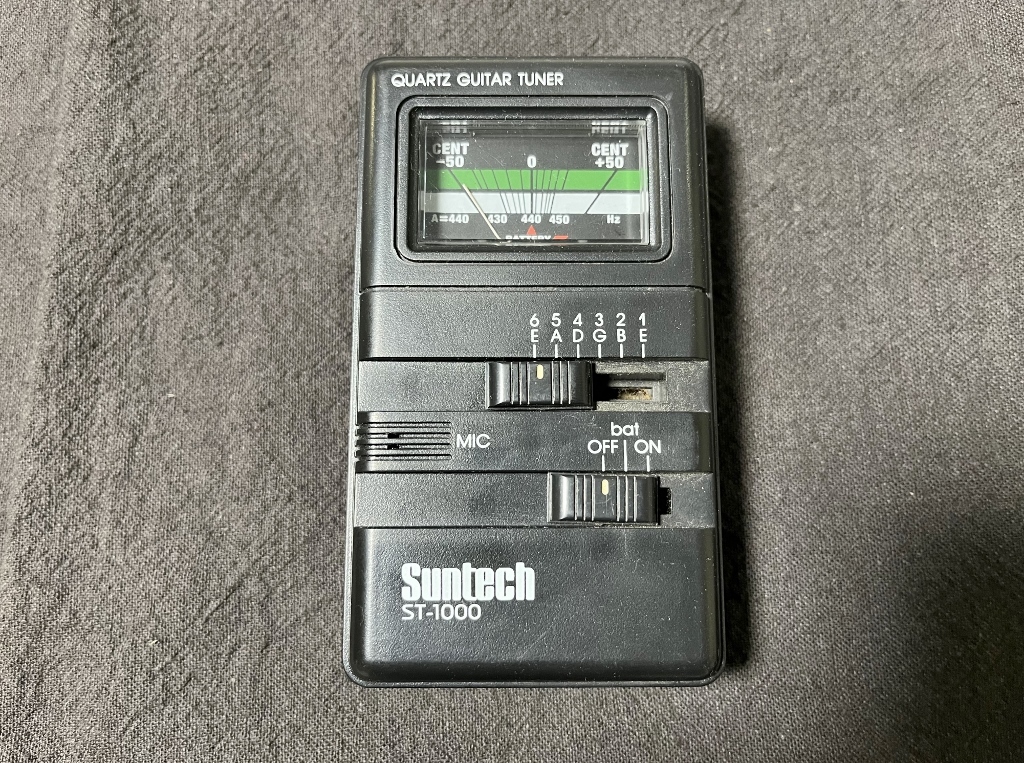 QUARTZ GUITAR TUNER
CENT CENT
-50 0 +50
A=440 430 440 450 Hz
BATTERY
6 5 4 3 2 1
E A D G B E
MIC
bat
OFF ON
Suntech
ST-1000